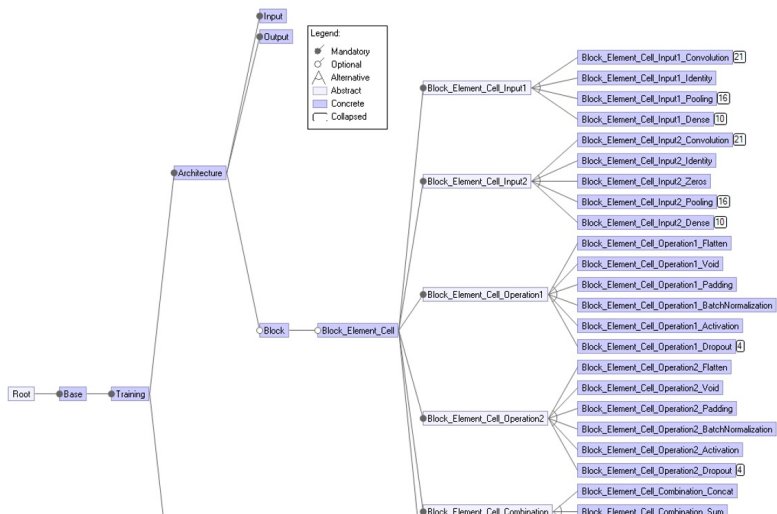 Input
Output
Legend:
Mandatory
Optional
Alternative
Abstract
Concrete
Collapsed
Block_Element_Cell_Input1_Convolution 21
Block_Element_Cell_Input1_Identity
Block_Element_Cell_Input1
Block_Element_Cell_Input1_Pooling 16
Block_Element_Cell_Input1_Dense 10
Block_Element_Cell_Input2_Convolution 21
Block_Element_Cell_Input2_Identity
Architecture
Block_Element_Cell_Input2
Block_Element_Cell_Input2_Zeros
Block_Element_Cell_Input2_Pooling 16
Block_Element_Cell_Input2_Dense 10
Block_Element_Cell_Operation1_Flatten
Block_Element_Cell_Operation1_Void
Block_Element_Cell_Operation1_Padding
Block_Element_Cell_Operation1
Block_Element_Cell_Operation1_BatchNormalization
Block_Element_Cell_Operation1_Activation
Block
Block_Element_Cell
Block_Element_Cell_Operation1_Dropout 4
Block_Element_Cell_Operation2_Flatten
Block_Element_Cell_Operation2_Void
Root
Base
Training
Block_Element_Cell_Operation2_Padding
Block_Element_Cell_Operation2
Block_Element_Cell_Operation2_BatchNormalization
Block_Element_Cell_Operation2_Activation
Block_Element_Cell_Operation2_Dropout 4
Block_Element_Cell_Combination_Concat
Block_Element_Cell_Combination
Block_Element_Cell_Combination_Sum